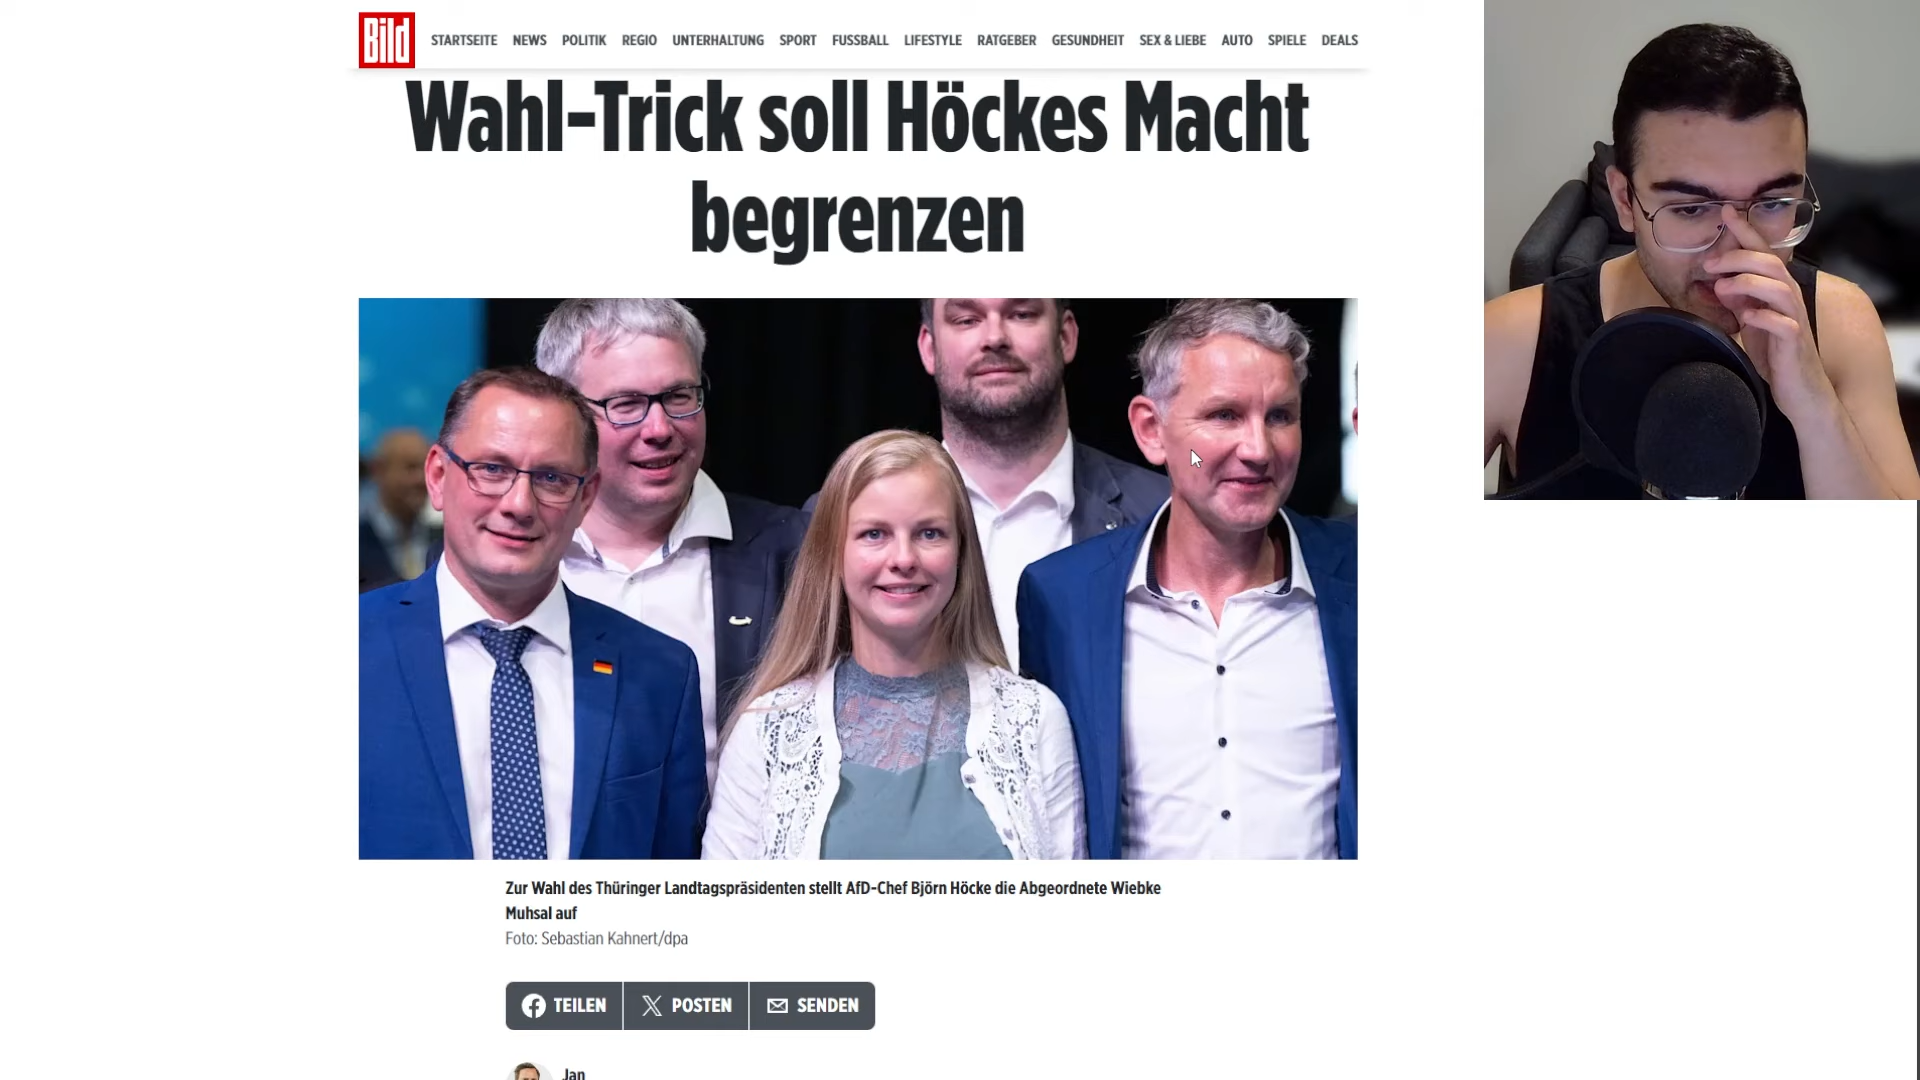 Bild
STARTSEITE NEWS POLITIK REGIO UNTERHALTUNG SPORT FUSSBALL LIFESTYLE RATGEBER GESUNDHEIT SEX & LIEBE AUTO SPIELE DEALS
Wahl-Trick soll Höckes Macht
begrenzen
Zur Wahl des Thüringer Landtagspräsidenten stellt AfD-Chef Björn Höcke die Abgeordnete Wiebke
Muhsal auf
Foto: Sebastian Kahnert/dpa
TEILEN POSTEN SENDEN
Jan